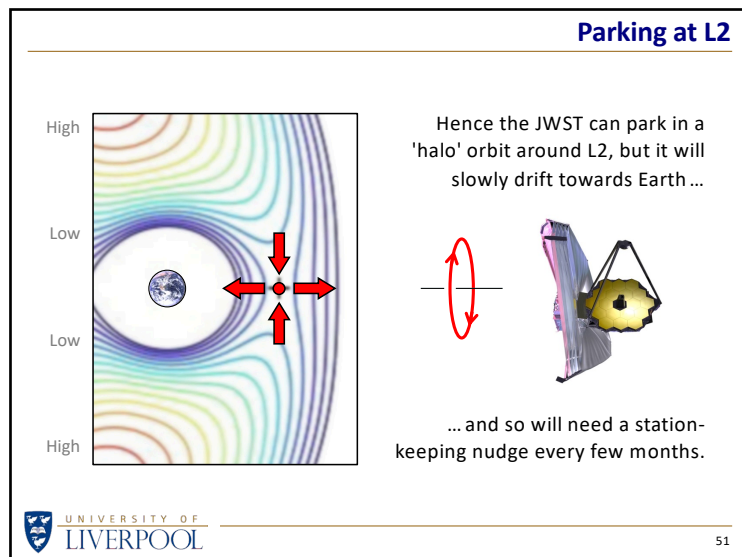 Parking at L2
High
Low
Low
High
Hence the JWST can park in a
'halo' orbit around L2, but it will
slowly drift towards Earth ...
... and so will need a station-
keeping nudge every few months.
UNIVERSITY OF
LIVERPOOL
51